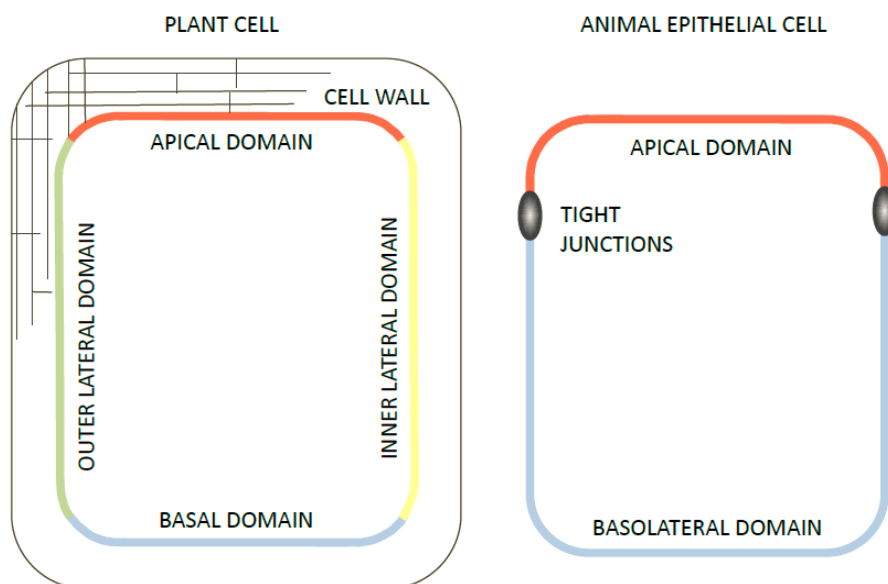 PLANT CELL
CELL WALL
APICAL DOMAIN
OUTER LATERAL DOMAIN
INNER LATERAL DOMAIN
BASAL DOMAIN
ANIMAL EPITHELIAL CELL
APICAL DOMAIN
TIGHT
JUNCTIONS
BASOLATERAL DOMAIN